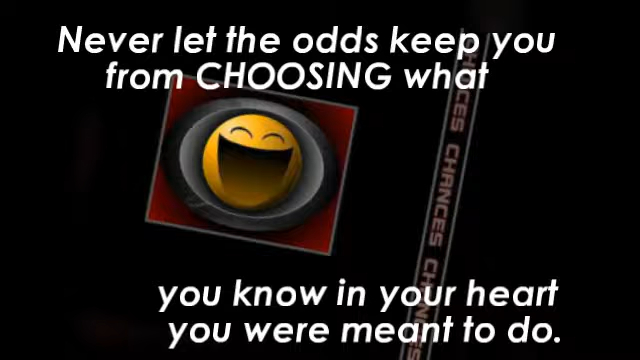 Never let the odds keep you
from CHOOSING what
you know in your heart
you were meant to do.
CHANCES CHANCES CHANCES